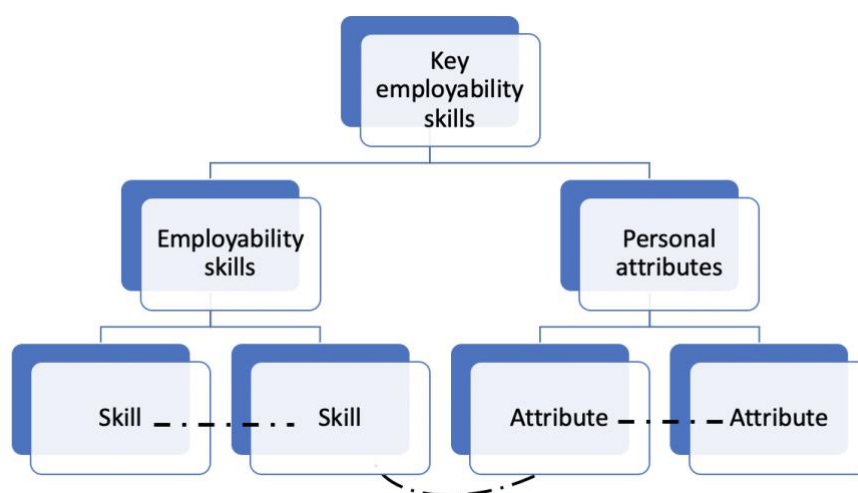 Key
employability
skills
Employability
skills
Personal
attributes
Skill
Skill
Attribute
Attribute